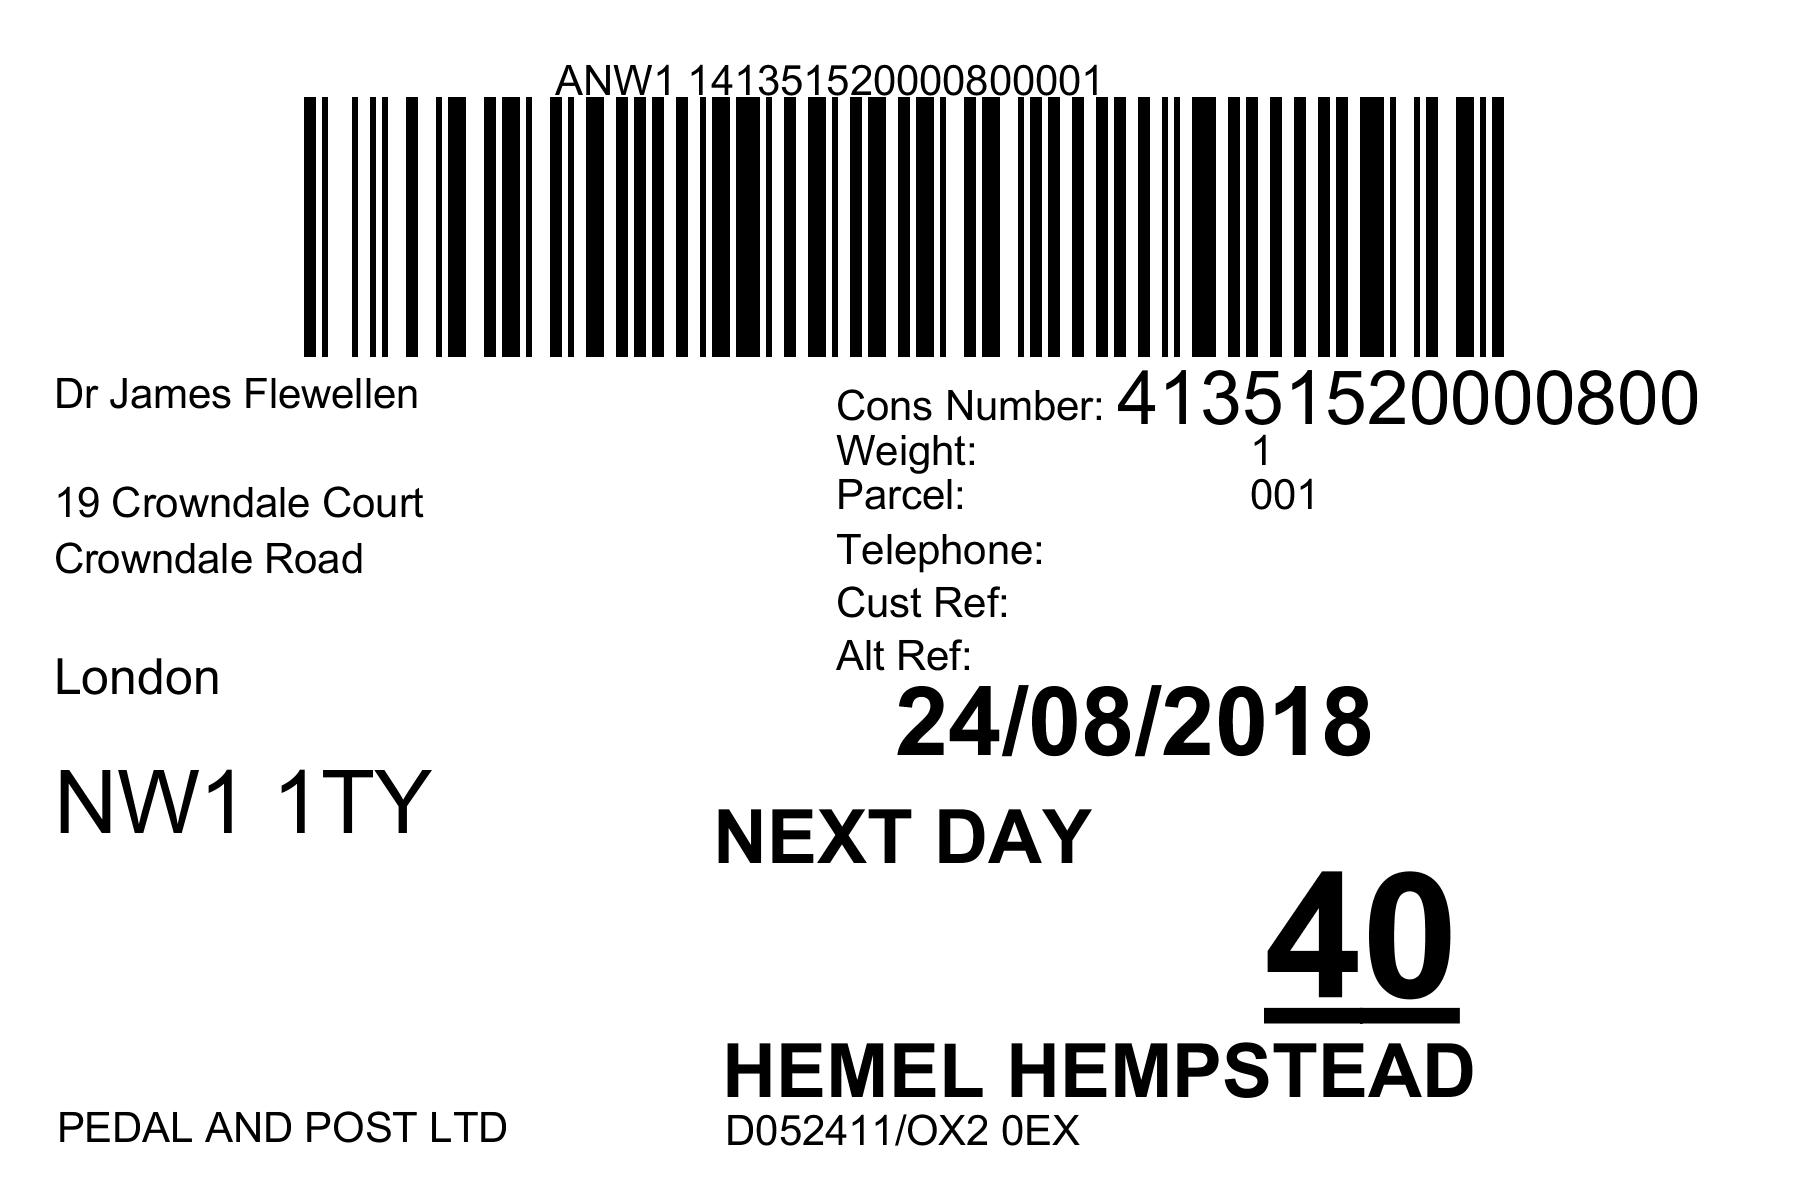 ANW1 141351520000800001
Dr James Flewellen
19 Crowndale Court
Crowndale Road
London
NW1 1TY
Cons Number: 41351520000800
Weight: 1
Parcel: 001
Telephone:
Cust Ref:
Alt Ref:
24/08/2018
NEXT DAY
40
HEMEL HEMPSTEAD
PEDAL AND POST LTD
D052411/OX2 0EX